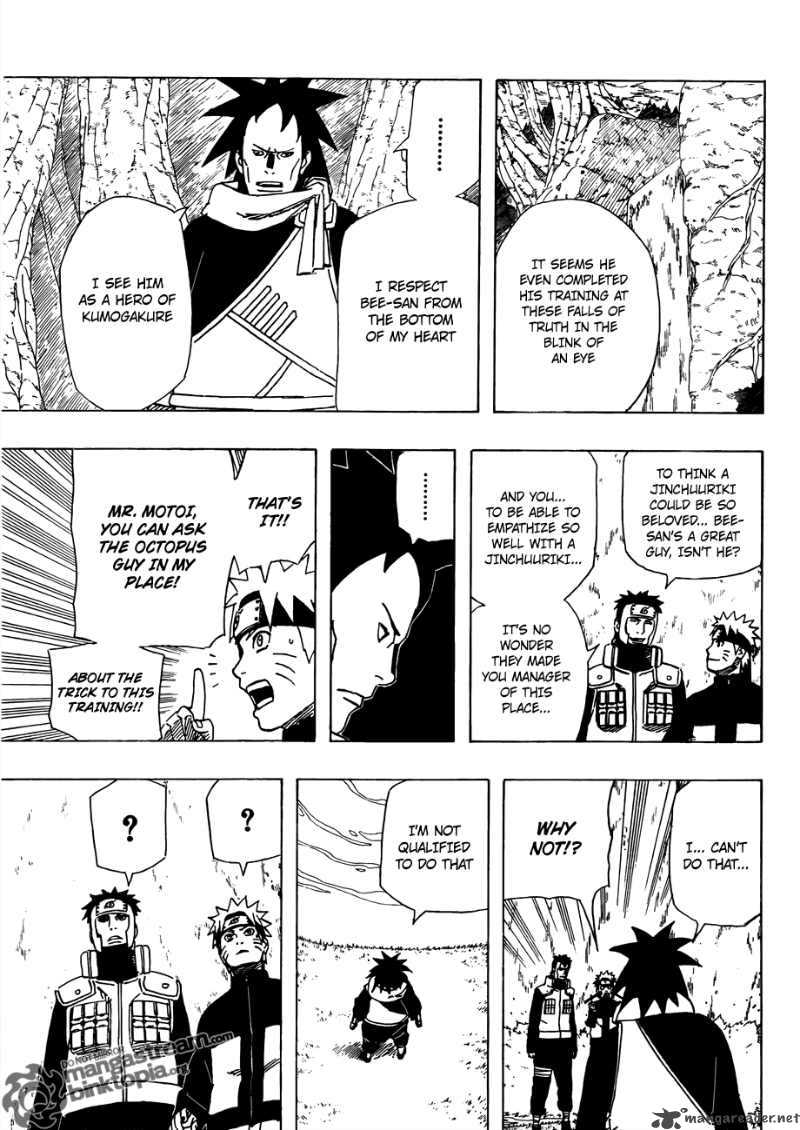 IT SEEMS HE
EVEN COMPLETED
HIS TRAINING AT
THESE FALLS OF
TRUTH IN THE
BLINK OF
AN EYE
.........
I RESPECT
BEE-SAN FROM
THE BOTTOM
OF MY HEART
I SEE HIM
AS A HERO OF
KUMOGAKURE
TO THINK A
JINCHUURIKI
COULD BE SO
BELOVED... BEE-
SAN'S A GREAT
GUY, ISN'T HE?
AND YOU...
TO BE ABLE TO
EMPATHIZE SO
WELL WITH A
JINCHUURIKI...
IT'S NO
WONDER
THEY MADE
YOU MANAGER
OF THIS
PLACE...
.........
THAT'S
IT!!
MR. MOTOI,
YOU CAN ASK
THE OCTOPUS
GUY IN MY
PLACE!
ABOUT THE
TRICK TO THIS
TRAINING!!
I... CAN'T
DO THAT...
WHY
NOT!?
I'M NOT
QUALIFIED
TO DO THAT
?
?
DO NOT MIRROR
mangastream.com
binktopia.org
mangareader.net